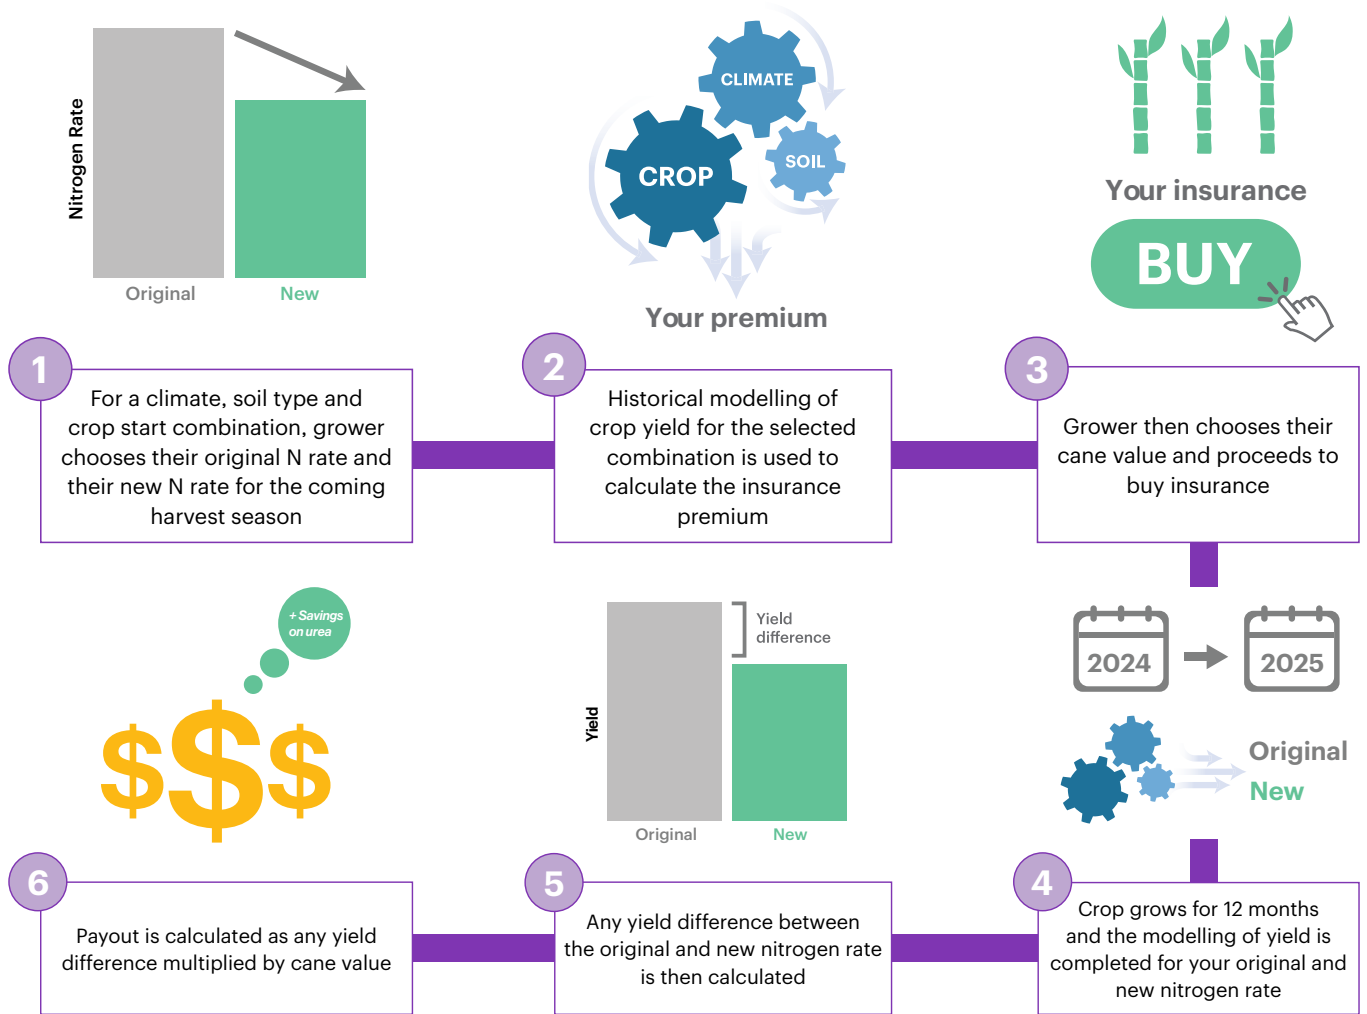 Nitrogen Rate
Original
New
CLIMATE
CROP
SOIL
Your premium
Your insurance
BUY
1
For a climate, soil type and
crop start combination, grower
chooses their original N rate and
their new N rate for the coming
harvest season
2
Historical modelling of
crop yield for the selected
combination is used to
calculate the insurance
premium
3
Grower then chooses their
cane value and proceeds to
buy insurance
2024
2025
Original
New
4
Crop grows for 12 months
and the modelling of yield is
completed for your original and
new nitrogen rate
Yield
Yield
difference
Original
New
5
Any yield difference between
the original and new nitrogen rate
is then calculated
+ Savings
on urea
$$$
6
Payout is calculated as any yield
difference multiplied by cane value